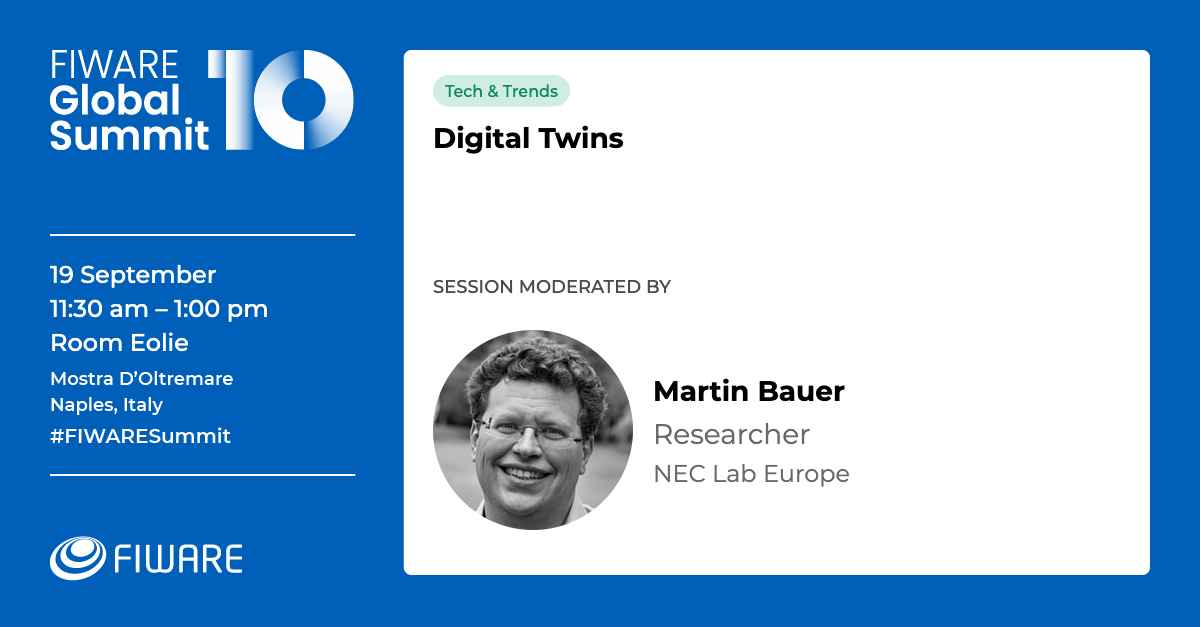 FIWARE
Global
Summit
10
19 September
11:30 am – 1:00 pm
Room Eolie
Mostra D’Oltremare
Naples, Italy
#FIWARESummit
FIWARE
Tech & Trends
Digital Twins
SESSION MODERATED BY
Martin Bauer
Researcher
NEC Lab Europe